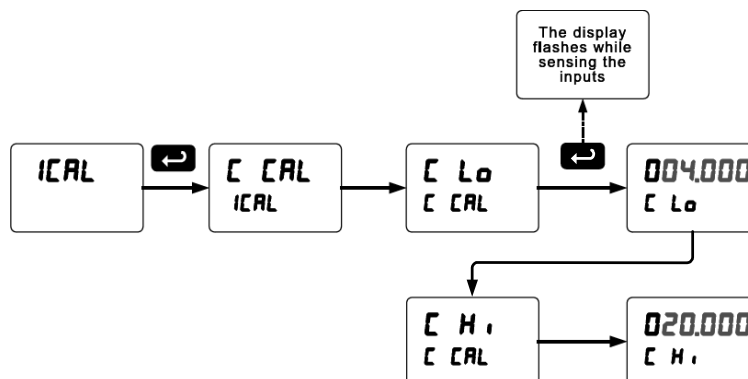 The display
flashes while
sensing the
inputs
ICAL
C CAL
ICAL
C Lo
C CAL
004.000
C Lo
C Hi
C CAL
020.000
C Hi